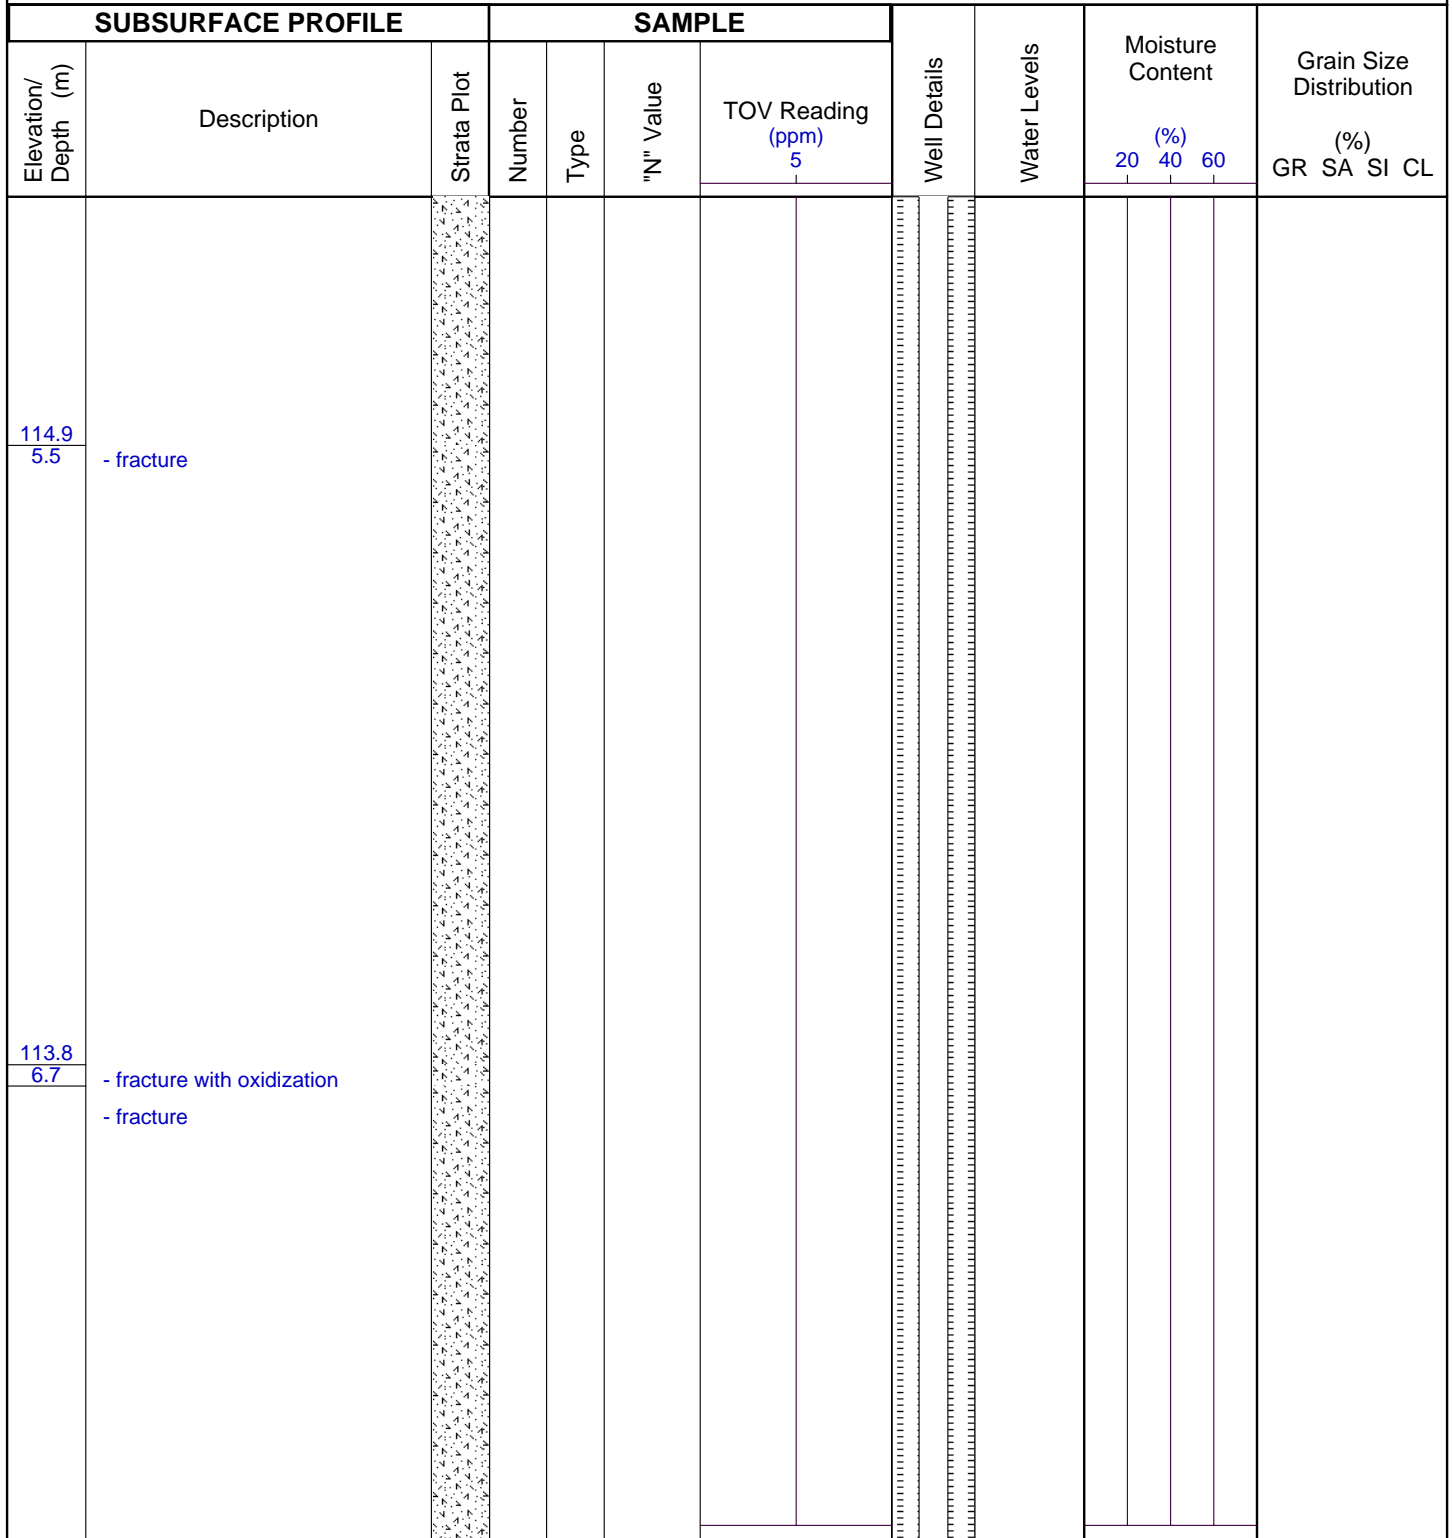 SUBSURFACE PROFILE
SAMPLE
Elevation/
Depth (m)
Description
Strata Plot
Number
Type
"N" Value
TOV Reading
(ppm)
5
Well Details
Water Levels
Moisture
Content
(%)
20 40 60
Grain Size
Distribution
(%)
GR SA SI CL
114.9
5.5
- fracture
113.8
6.7
- fracture with oxidization
- fracture